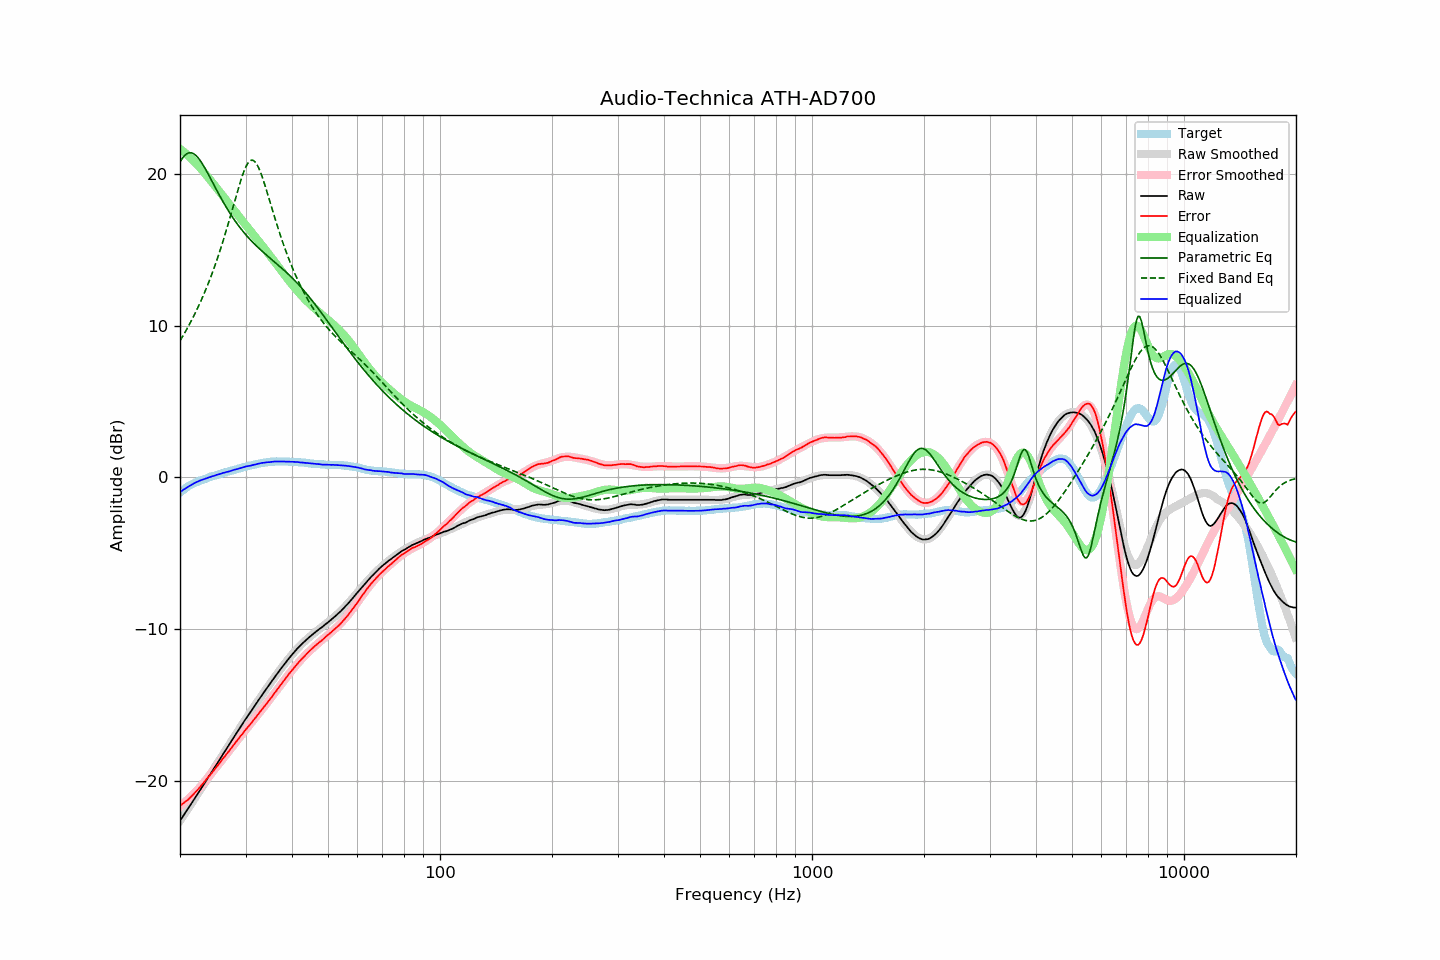 Audio-Technica ATH-AD700
Target
Raw Smoothed
Error Smoothed
Raw
Error
Equalization
Parametric Eq
Fixed Band Eq
Equalized
Amplitude (dBr)
20
10
0
−10
−20
100
1000
10000
Frequency (Hz)